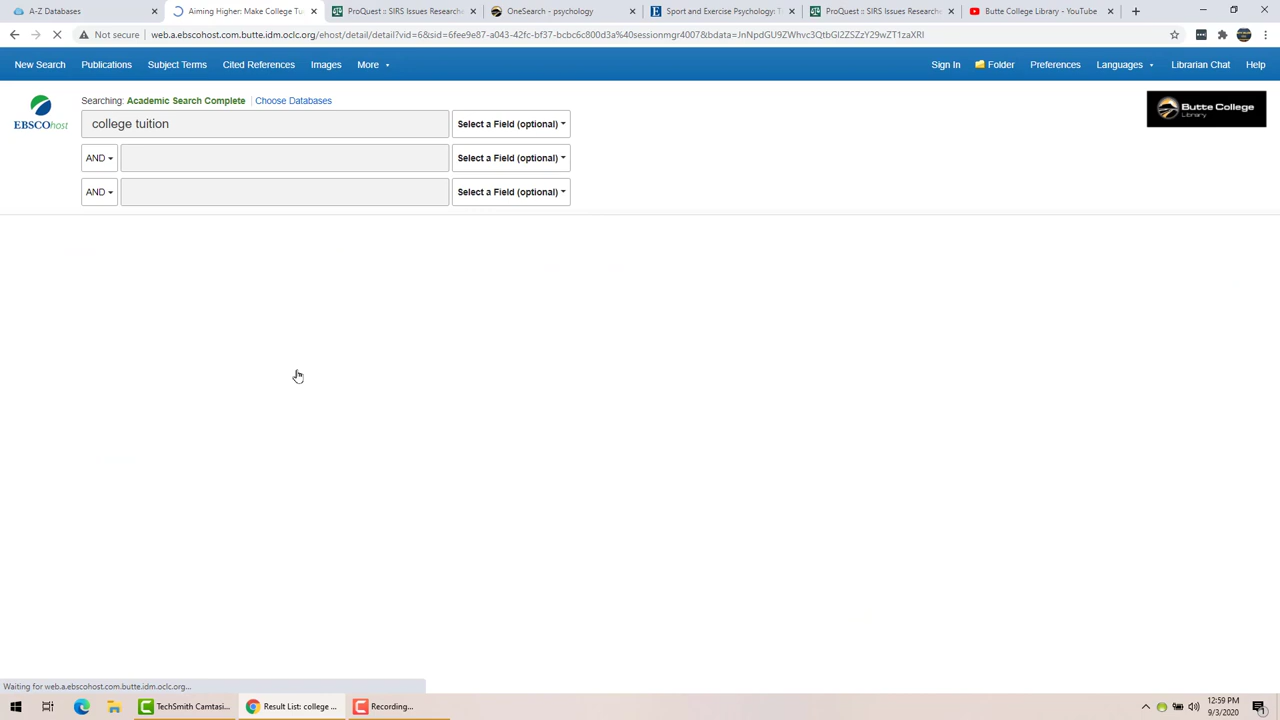 A-Z Databases
Aiming Higher: Make College Tu
ProQuest :: SIRS Issues Researche
OneSearch - psychology
Sport and Exercise Psychology: T
ProQuest :: SIRS Issues Researche
Butte College Library - YouTube
Not secure web.a.ebscohost.com.butte.idm.oclc.org/ehost/detail/detail?vid=6&sid=6fee9e87-a043-42fc-bf87-bcbc6c800d3a%40sessionmgr4007&bdata=JnNpdGU9ZWhvc3QtbGl2ZSZzY29wZT1zaXRl
New Search Publications Subject Terms Cited References Images More Sign In Folder Preferences Languages Librarian Chat Help
Searching: Academic Search Complete Choose Databases
EBSCOhost
college tuition Select a Field (optional)
Butte College
Library
AND Select a Field (optional)
AND Select a Field (optional)
Waiting for web.a.ebscohost.com.butte.idm.oclc.org...
TechSmith Camtasi... Result List: college ... Recording...
12:59 PM
9/3/2020